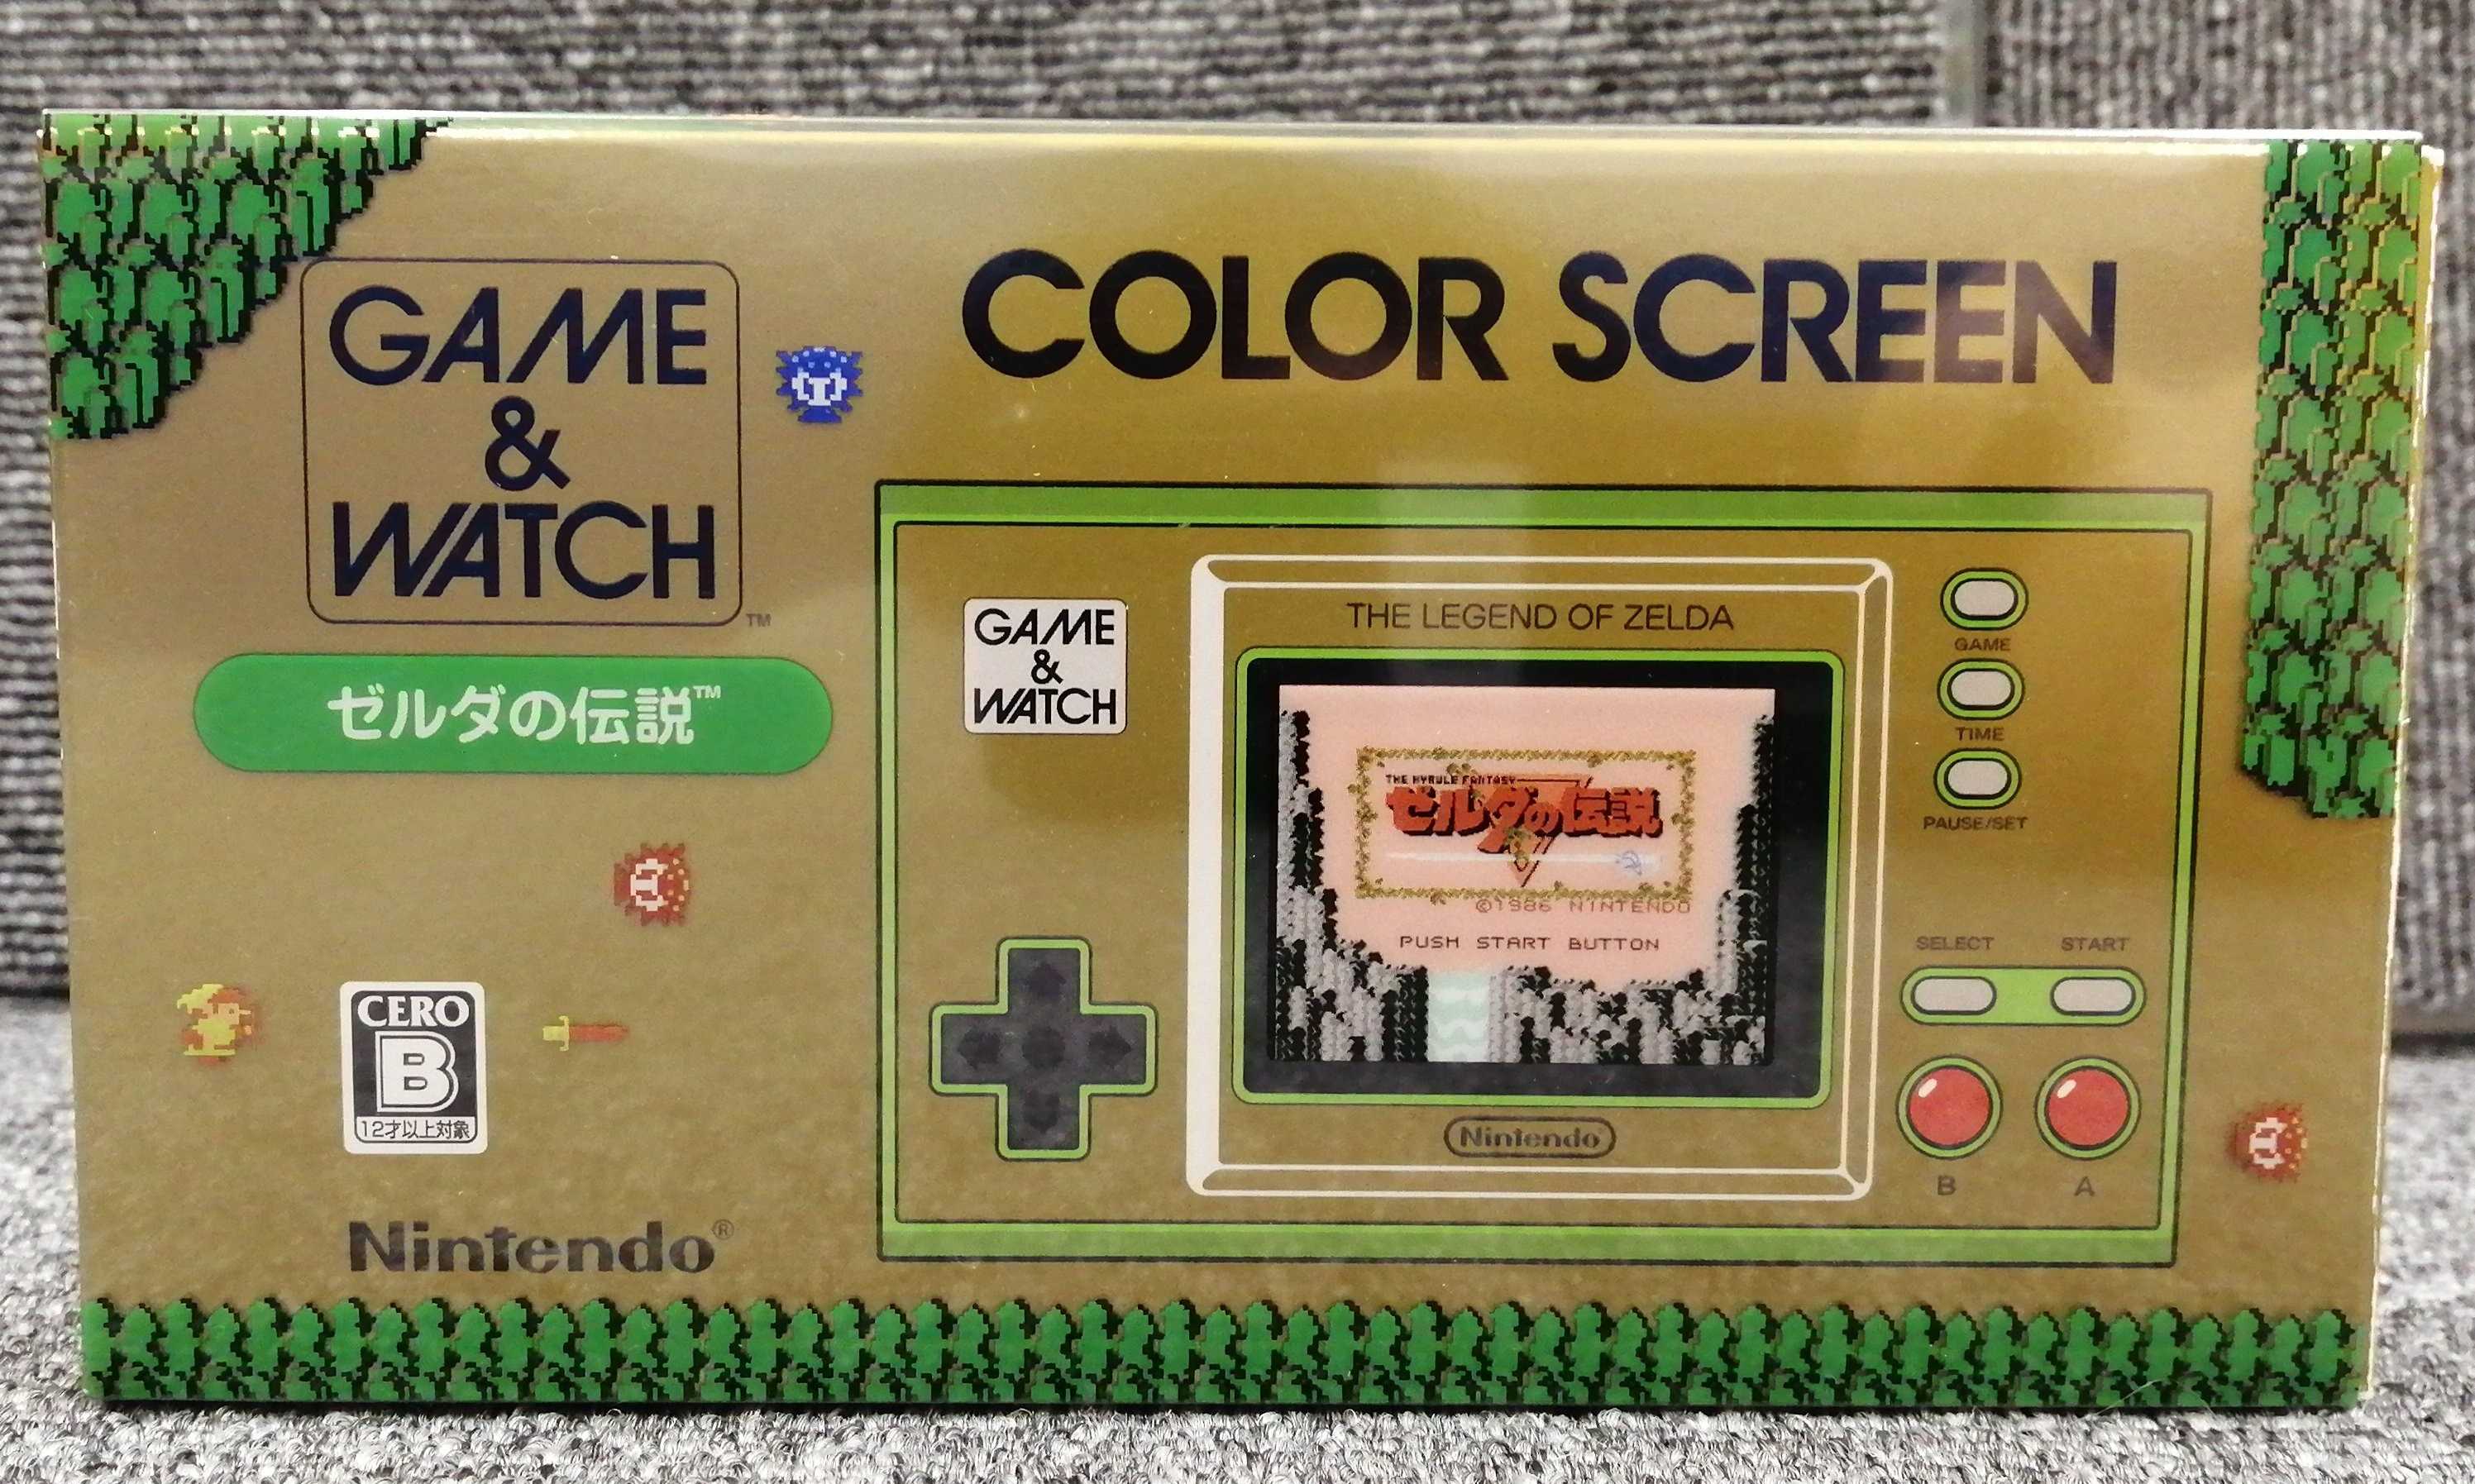 GAME
&
WATCH
TM
ゼルダの伝説™
CERO
B
12才以上対象
Nintendo®
COLOR SCREEN
GAME
&
WATCH
THE LEGEND OF ZELDA
THE HYRULE FANTASY
ゼルダの伝説
©1986 NINTENDO
PUSH START BUTTON
Nintendo
GAME
TIME
PAUSE/SET
SELECT START
B A